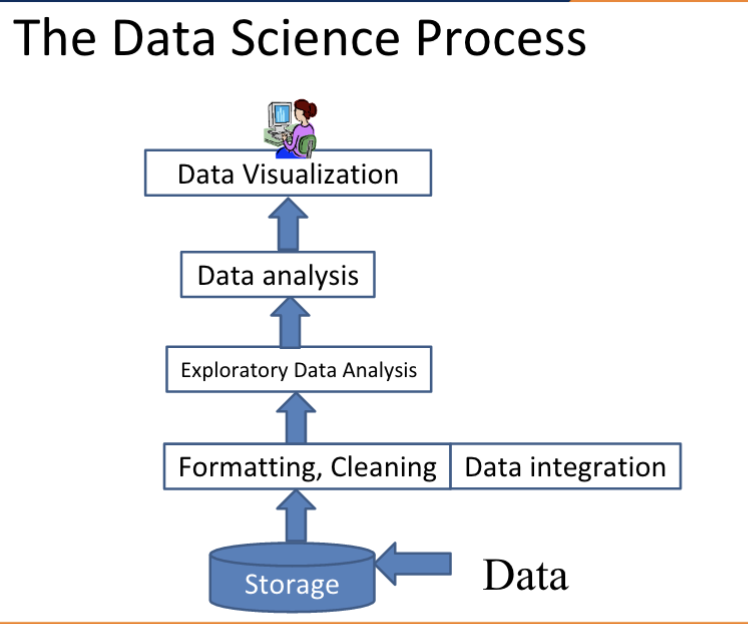 The Data Science Process
Data Visualization
Data analysis
Exploratory Data Analysis
Formatting, Cleaning
Data integration
Storage
Data